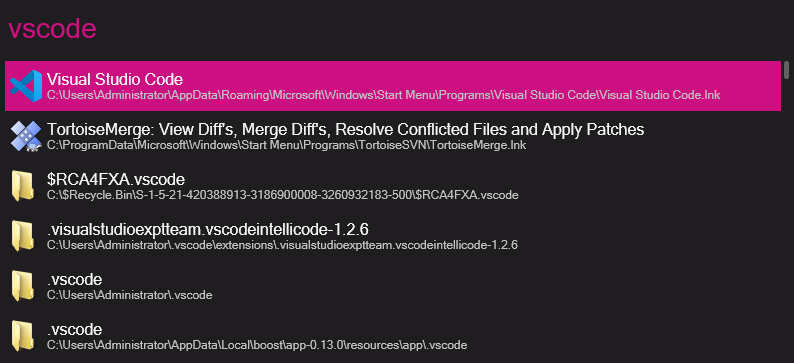 vscode
Visual Studio Code
C:\Users\Administrator\AppData\Roaming\Microsoft\Windows\Start Menu\Programs\Visual Studio Code\Visual Studio Code.lnk
TortoiseMerge: View Diff's, Merge Diff's, Resolve Conflicted Files and Apply Patches
C:\ProgramData\Microsoft\Windows\Start Menu\Programs\TortoiseSVN\TortoiseMerge.lnk
$RCA4FXA.vscode
C:\$Recycle.Bin\S-1-5-21-420388913-3186900008-3260932183-500\$RCA4FXA.vscode
.visualstudioexptteam.vscodeintellicode-1.2.6
C:\Users\Administrator\.vscode\extensions\.visualstudioexptteam.vscodeintellicode-1.2.6
.vscode
C:\Users\Administrator\.vscode
.vscode
C:\Users\Administrator\AppData\Local\boost\app-0.13.0\resources\app\.vscode